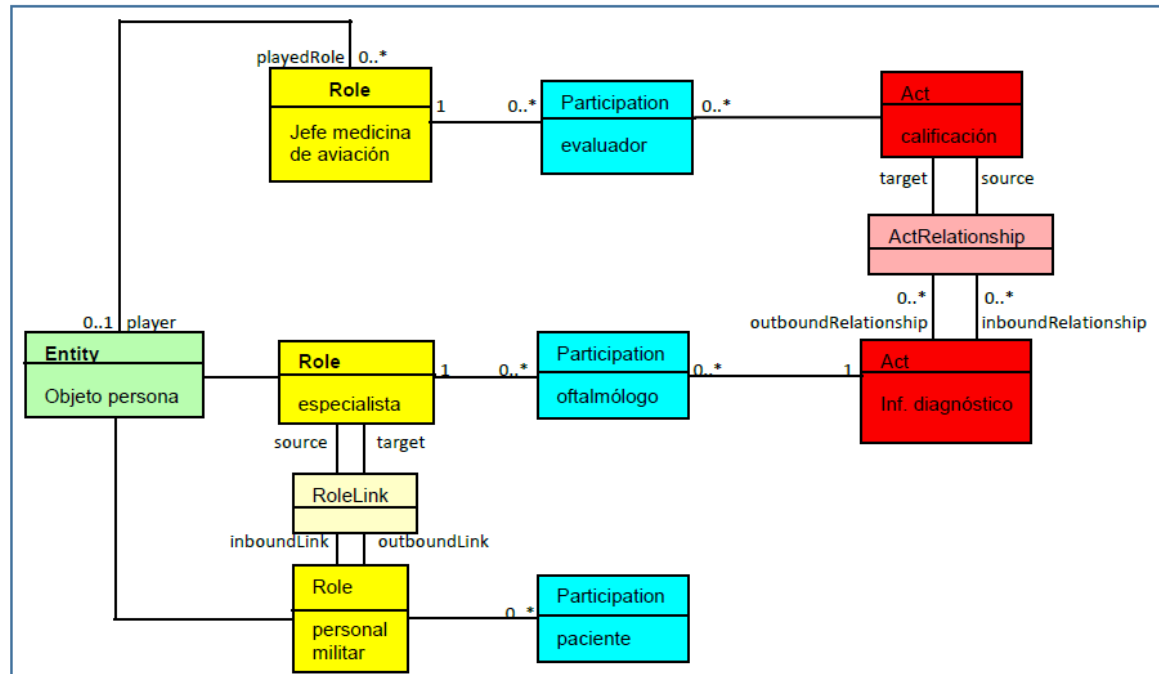 playedRole 0..*
Role
Jefe medicina
de aviación
1
0..*
Participation
evaluador
0..*
Act
calificación
target
source
ActRelationship
0..*
0..*
outboundRelationship
inboundRelationship
0..1 player
Entity
Objeto persona
Role
especialista
1
0..*
Participation
oftalmólogo
0..*
1
Act
Inf. diagnóstico
source
target
RoleLink
inboundLink
outboundLink
Role
personal
militar
0..*
Participation
paciente